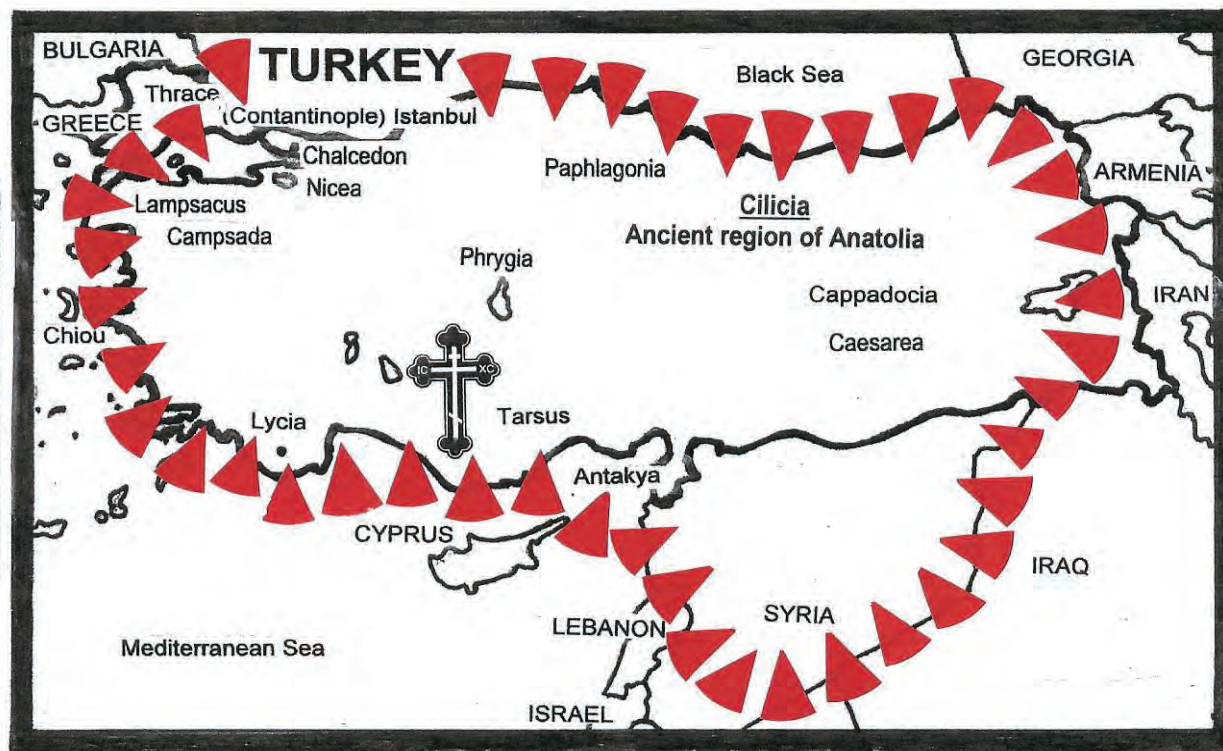 BULGARIA
TURKEY
Black Sea
GEORGIA
Thrace
GREECE
(Contantinople) Istanbul
Chalcedon
Nicea
Paphlagonia
ARMENIA
Lampsacus
Campsada
Cilicia
Ancient region of Anatolia
Phrygia
Cappadocia
IRAN
Chiou
Caesarea
IC
XC
Lycia
Tarsus
Antakya
CYPRUS
IRAQ
LEBANON
SYRIA
Mediterranean Sea
ISRAEL